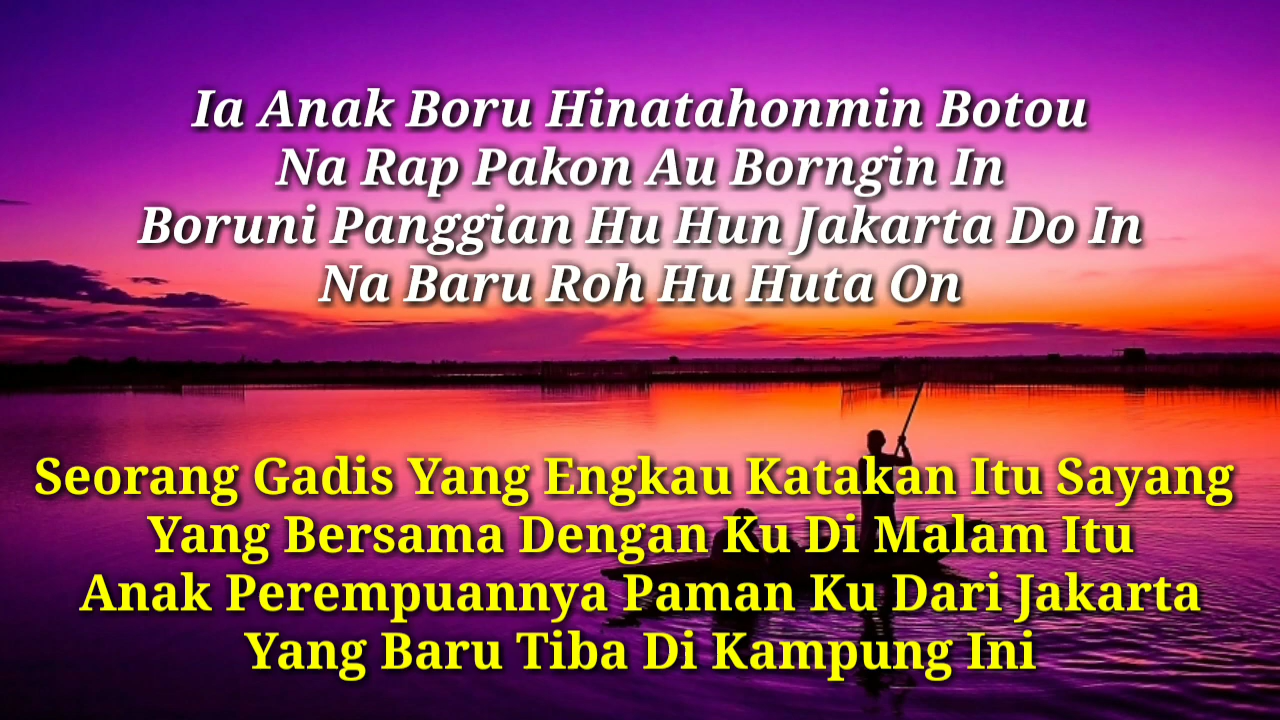 Ia Anak Boru Hinatahonmin Botou
Na Rap Pakon Au Borngin In
Boruni Panggian Hu Hun Jakarta Do In
Na Baru Roh Hu Huta On
Seorang Gadis Yang Engkau Katakan Itu Sayang
Yang Bersama Dengan Ku Di Malam Itu
Anak Perempuannya Paman Ku Dari Jakarta
Yang Baru Tiba Di Kampung Ini